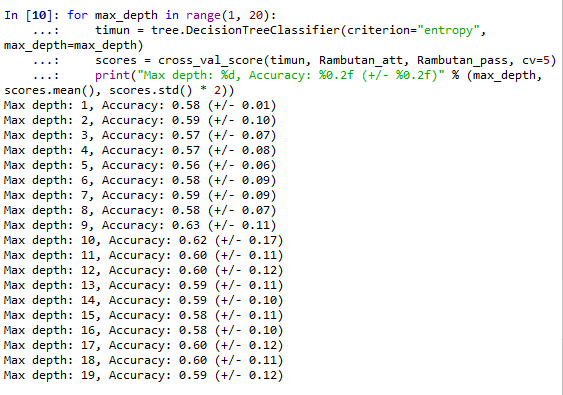 In [10]: for max_depth in range(1, 20):
    ...:     timun = tree.DecisionTreeClassifier(criterion="entropy",
max_depth=max_depth)
    ...:     scores = cross_val_score(timun, Rambutan_att, Rambutan_pass, cv=5)
    ...:     print("Max depth: %d, Accuracy: %0.2f (+/- %0.2f)" % (max_depth,
scores.mean(), scores.std() * 2))
Max depth: 1, Accuracy: 0.58 (+/- 0.01)
Max depth: 2, Accuracy: 0.59 (+/- 0.10)
Max depth: 3, Accuracy: 0.57 (+/- 0.07)
Max depth: 4, Accuracy: 0.57 (+/- 0.08)
Max depth: 5, Accuracy: 0.56 (+/- 0.06)
Max depth: 6, Accuracy: 0.58 (+/- 0.09)
Max depth: 7, Accuracy: 0.59 (+/- 0.09)
Max depth: 8, Accuracy: 0.58 (+/- 0.07)
Max depth: 9, Accuracy: 0.63 (+/- 0.11)
Max depth: 10, Accuracy: 0.62 (+/- 0.17)
Max depth: 11, Accuracy: 0.60 (+/- 0.11)
Max depth: 12, Accuracy: 0.60 (+/- 0.12)
Max depth: 13, Accuracy: 0.59 (+/- 0.11)
Max depth: 14, Accuracy: 0.59 (+/- 0.10)
Max depth: 15, Accuracy: 0.58 (+/- 0.11)
Max depth: 16, Accuracy: 0.58 (+/- 0.10)
Max depth: 17, Accuracy: 0.60 (+/- 0.12)
Max depth: 18, Accuracy: 0.60 (+/- 0.11)
Max depth: 19, Accuracy: 0.59 (+/- 0.12)